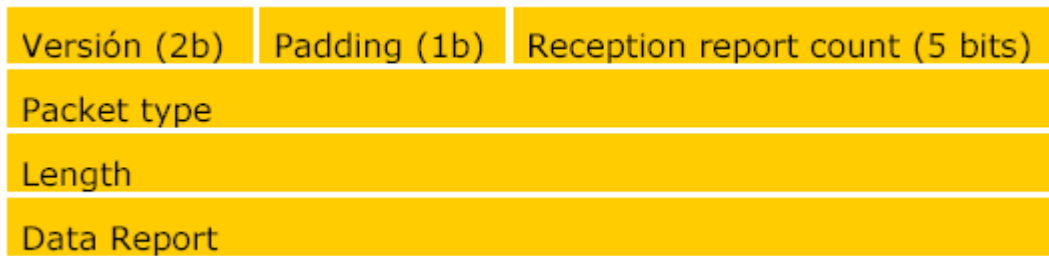 Versión (2b) Padding (1b) Reception report count (5 bits)
Packet type
Length
Data Report